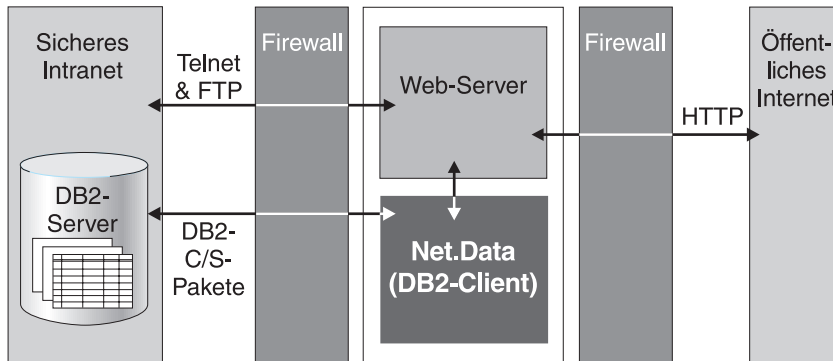 Sicheres
Intranet
Telnet
& FTP
Firewall
Web-Server
Firewall
HTTP
Öffent-
liches
Internet
DB2-
Server
DB2-
C/S-
Pakete
Net.Data
(DB2-Client)